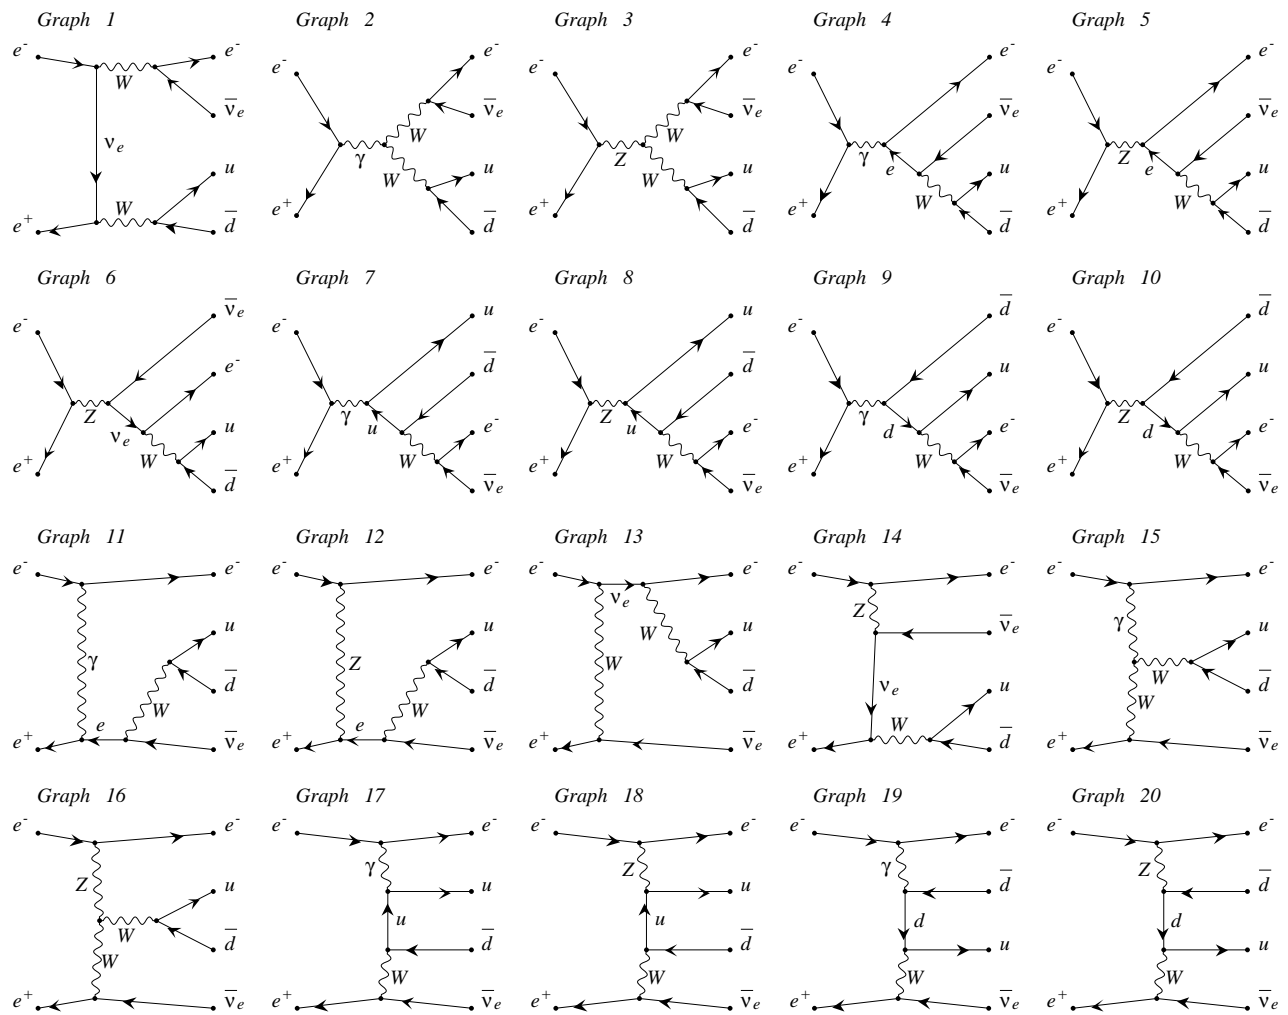 Graph 1 Graph 2 Graph 3 Graph 4 Graph 5
e⁻ e⁻ e⁻ e⁻ e⁻ e⁻ e⁻ e⁻ e⁻ e⁻
W
ν̄e ν̄e ν̄e ν̄e ν̄e
W W
νe γ Z γ e Z e
u W u W u u u
W W W
e⁺ d̄ e⁺ d̄ e⁺ d̄ e⁺ d̄ e⁺ d̄
Graph 6 Graph 7 Graph 8 Graph 9 Graph 10
ν̄e u u d̄ d̄
e⁻ e⁻ e⁻ e⁻ e⁻
e⁻ d̄ d̄ u u
Z γ Z γ Z
νe u u u e⁻ u e⁻ d e⁻ d e⁻
W W W W W
e⁺ d̄ e⁺ ν̄e e⁺ ν̄e e⁺ ν̄e e⁺ ν̄e
Graph 11 Graph 12 Graph 13 Graph 14 Graph 15
e⁻ e⁻ e⁻ e⁻ e⁻ e⁻ e⁻ e⁻ e⁻ e⁻
νe
Z
u u W u ν̄e γ u
γ Z W
d̄ d̄ d̄ νe u W d̄
W W W
e e W
e⁺ ν̄e e⁺ ν̄e e⁺ ν̄e e⁺ d̄ e⁺ ν̄e
Graph 16 Graph 17 Graph 18 Graph 19 Graph 20
e⁻ e⁻ e⁻ e⁻ e⁻ e⁻ e⁻ e⁻ e⁻ e⁻
γ Z γ Z
Z u u u d̄ d̄
u u d d
W d̄ d̄ d̄ u u
W W W W W
e⁺ ν̄e e⁺ ν̄e e⁺ ν̄e e⁺ ν̄e e⁺ ν̄e